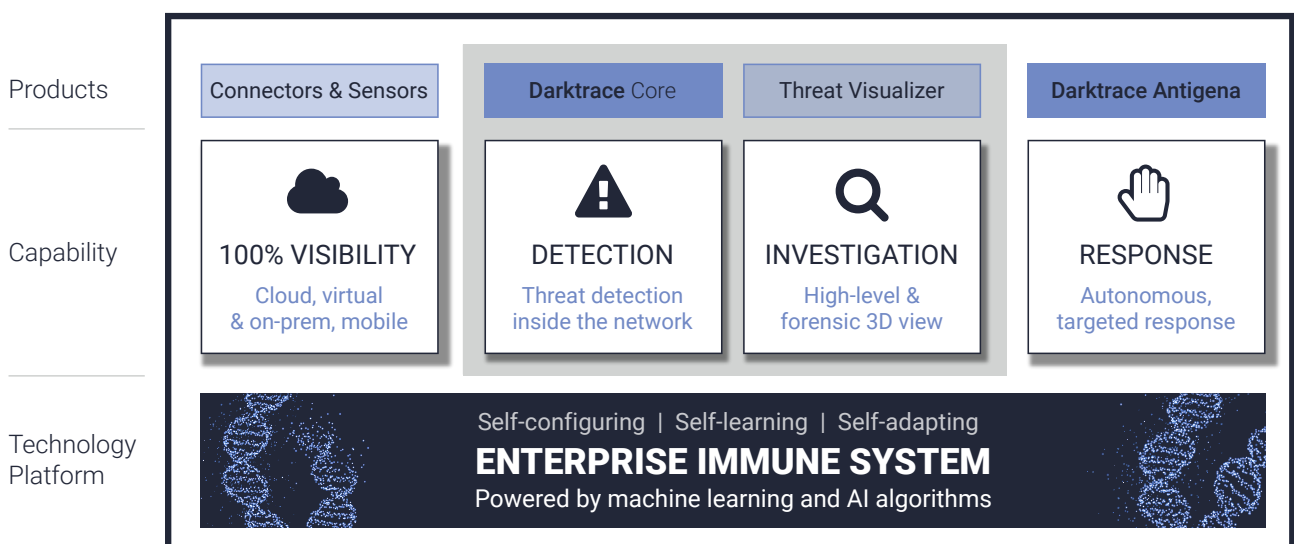 Products
Connectors & Sensors
Darktrace Core
Threat Visualizer
Darktrace Antigena
Capability
100% VISIBILITY
Cloud, virtual
& on-prem, mobile
DETECTION
Threat detection
inside the network
INVESTIGATION
High-level &
forensic 3D view
RESPONSE
Autonomous,
targeted response
Technology
Platform
Self-configuring | Self-learning | Self-adapting
ENTERPRISE IMMUNE SYSTEM
Powered by machine learning and AI algorithms